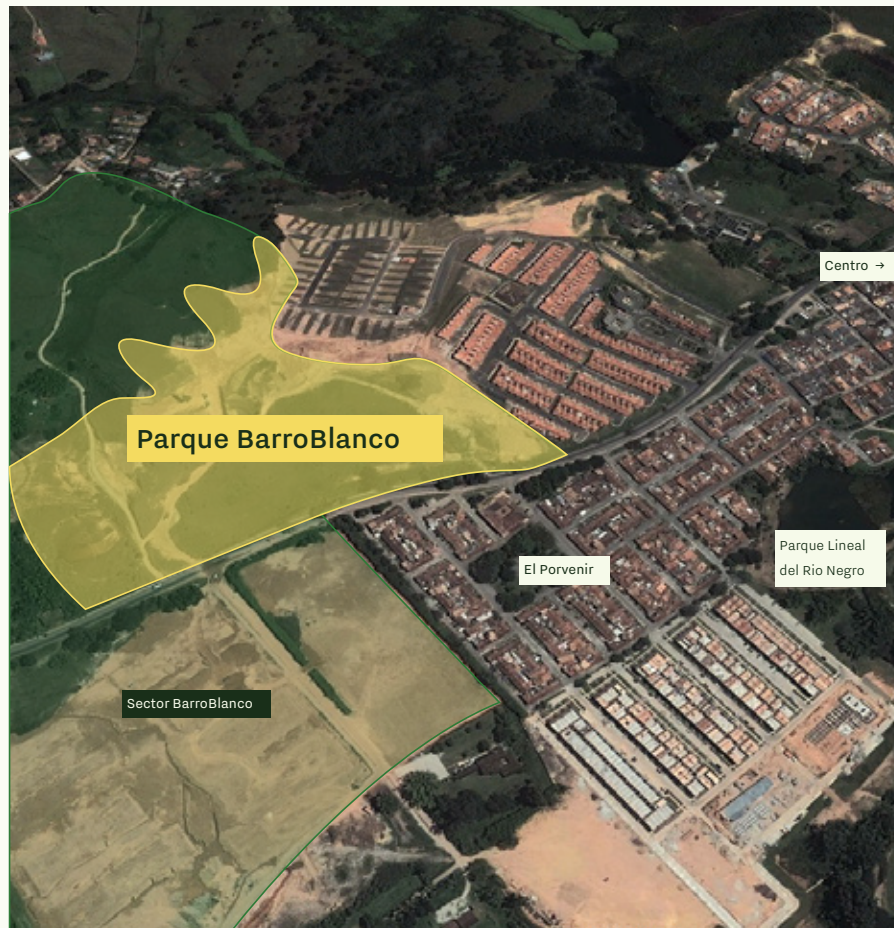 Centro →
Parque BarroBlanco
Parque Lineal
del Rio Negro
El Porvenir
Sector BarroBlanco